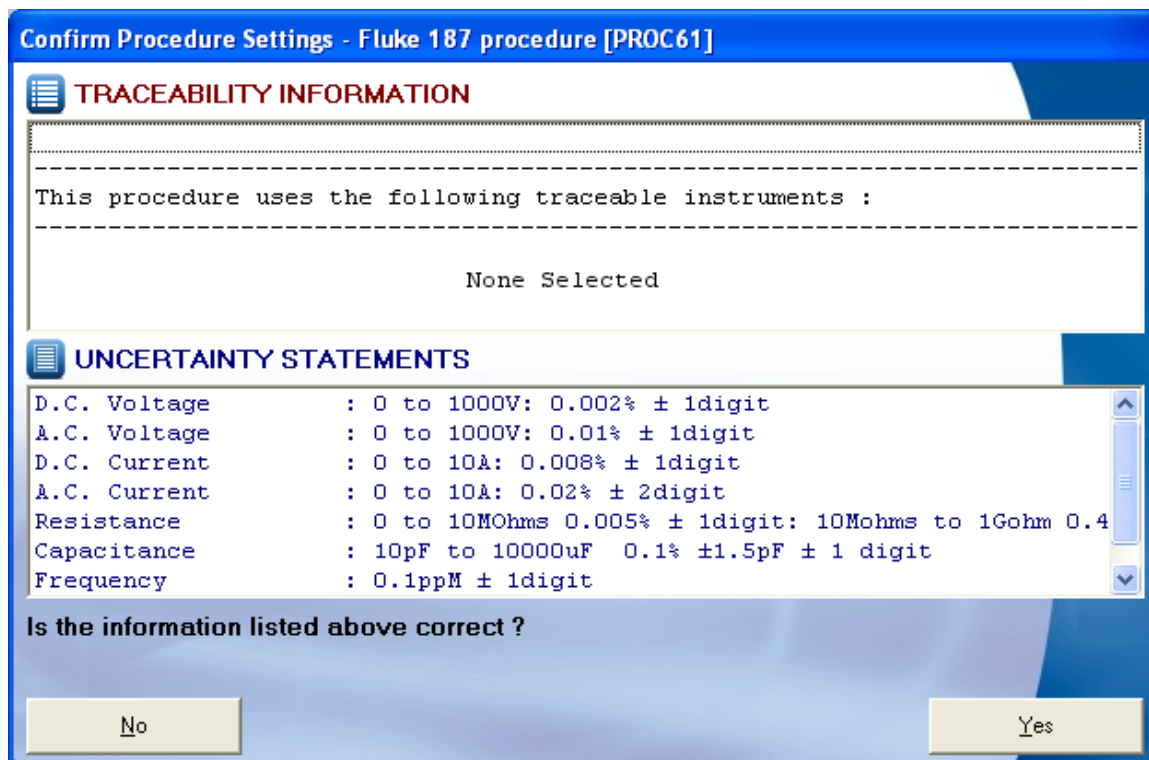 Confirm Procedure Settings - Fluke 187 procedure [PROC61]
TRACEABILITY INFORMATION
---------------------------------------------------------------------------
This procedure uses the following traceable instruments :
---------------------------------------------------------------------------
None Selected
UNCERTAINTY STATEMENTS
D.C. Voltage : 0 to 1000V: 0.002% ± 1digit
A.C. Voltage : 0 to 1000V: 0.01% ± 1digit
D.C. Current : 0 to 10A: 0.008% ± 1digit
A.C. Current : 0 to 10A: 0.02% ± 2digit
Resistance : 0 to 10MOhms 0.005% ± 1digit: 10Mohms to 1Gohm 0.4
Capacitance : 10pF to 10000uF 0.1% ±1.5pF ± 1 digit
Frequency : 0.1ppM ± 1digit
Is the information listed above correct ?
No
Yes